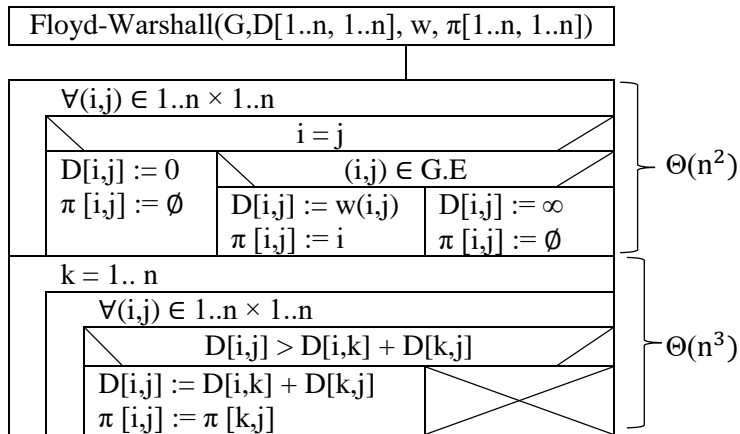 Floyd-Warshall(G,D[1..n, 1..n], w, π[1..n, 1..n])
∀(i,j) ∈ 1..n × 1..n
i = j
D[i,j] := 0
π [i,j] := ∅
(i,j) ∈ G.E
D[i,j] := w(i,j)
π [i,j] := i
D[i,j] := ∞
π [i,j] := ∅
Θ(n²)
k = 1.. n
∀(i,j) ∈ 1..n × 1..n
D[i,j] > D[i,k] + D[k,j]
D[i,j] := D[i,k] + D[k,j]
π [i,j] := π [k,j]
Θ(n³)